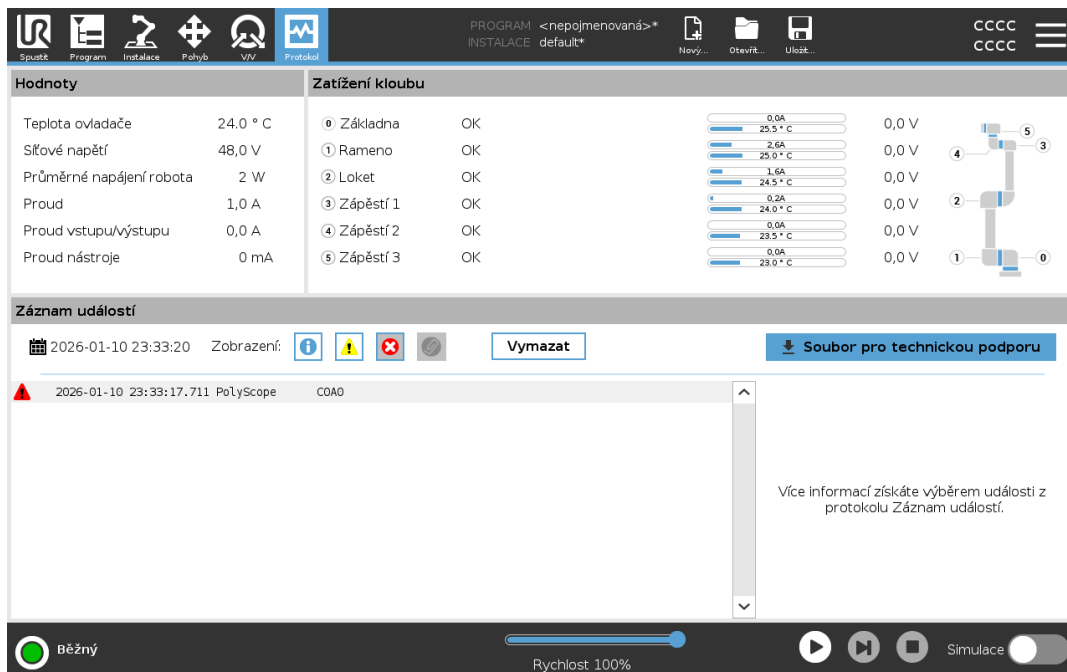 PROGRAM <nepojmenovaná>*
INSTALACE default*
Spustit Program Instalace Pohyb V/V Protokol
Nový... Otevřít... Uložit...
CCCC
CCCC
Hodnoty
Teplota ovladače 24.0 ° C
Síťové napětí 48,0 V
Průměrné napájení robota 2 W
Proud 1,0 A
Proud vstupu/výstupu 0,0 A
Proud nástroje 0 mA
Zatížení kloubu
0 Základna OK 0,0A 25.5 ° C 0,0 V
1 Rameno OK 2,6A 25.0 ° C 0,0 V
2 Loket OK 1,6A 24.5 ° C 0,0 V
3 Zápěstí 1 OK 0,2A 24.0 ° C 0,0 V
4 Zápěstí 2 OK 0,0A 23.5 ° C 0,0 V
5 Zápěstí 3 OK 0,0A 23.0 ° C 0,0 V
5
3
4
2
1 0
Záznam událostí
2026-01-10 23:33:20 Zobrazení: Vymazat Soubor pro technickou podporu
2026-01-10 23:33:17.711 PolyScope C0A0
Více informací získáte výběrem události z
protokolu Záznam událostí.
Běžný
Rychlost 100%
Simulace